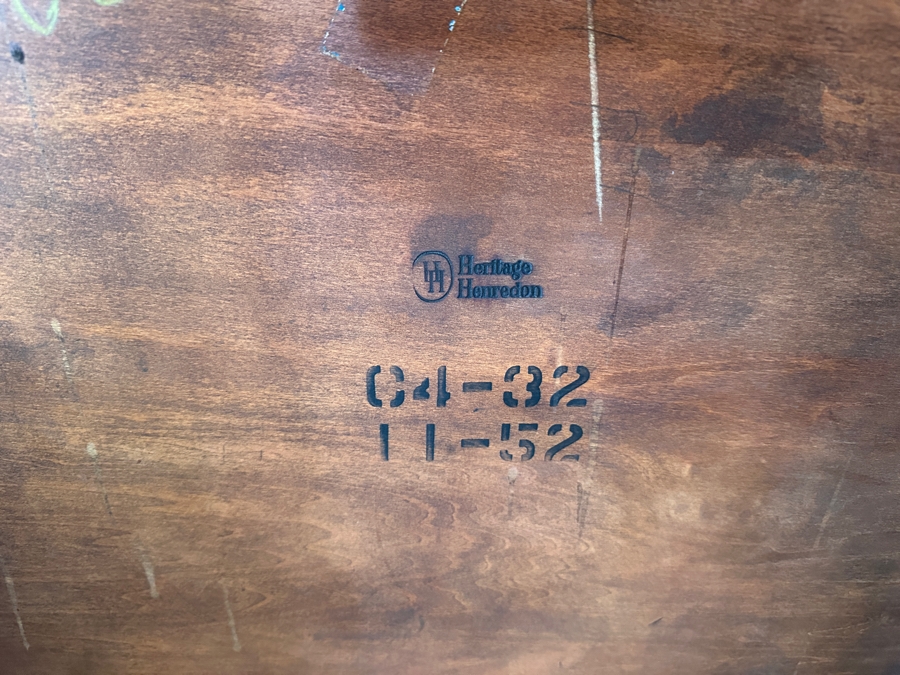 HH Heritage
Henredon
C4-32
11-52